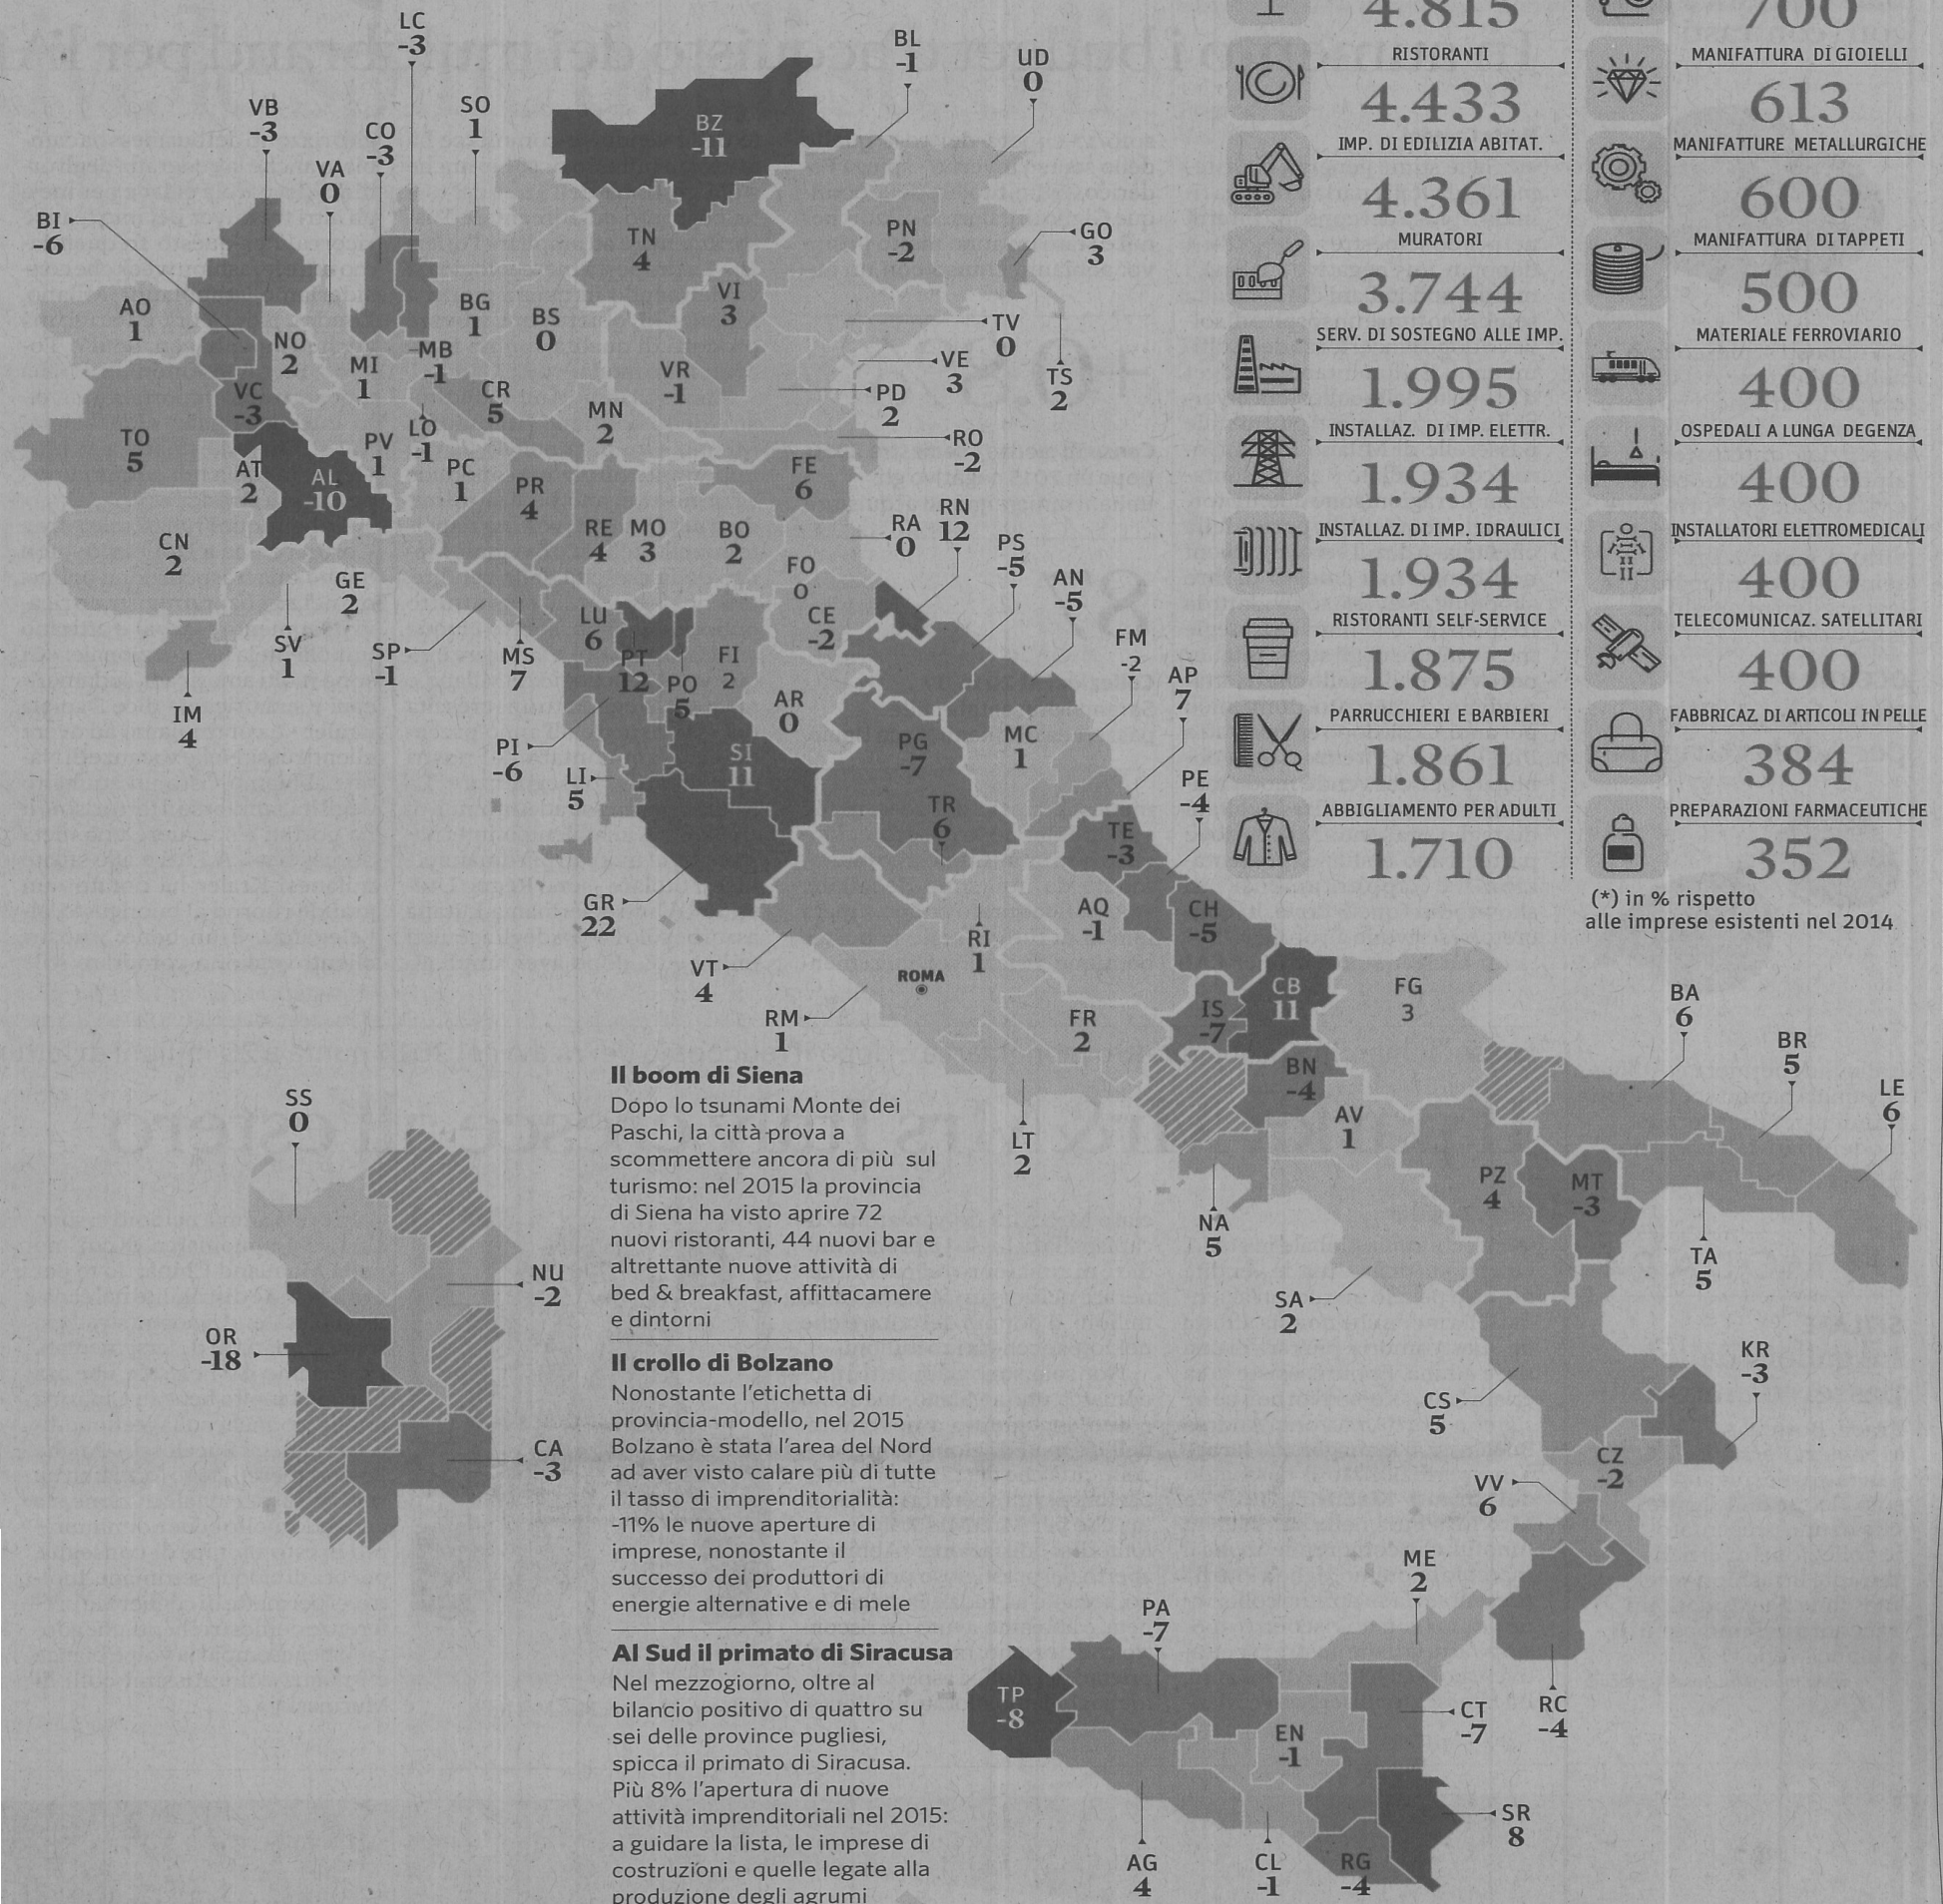 LC
-3
BL
-1
UD
0
VB
-3
CO
-3
SO
1
VA
0
BZ
-11
BI
-6
TN
4
PN
-2
GO
3
AO
1
NO
2
BG
1
BS
0
VI
3
TV
0
MI
1
MB
-1
VR
-1
VE
3
TS
2
VC
-3
CR
5
MN
2
PD
2
TO
5
AT
2
AL
-10
PV
1
LO
-1
PC
1
RO
-2
FE
6
PR
4
RE
4
MO
3
BO
2
RA
0
RN
12
PS
-5
CN
2
GE
2
FO
0
AN
-5
SV
1
SP
-1
MS
7
LU
6
CE
-2
FM
-2
IM
4
PT
12
PO
5
FI
2
AR
0
AP
7
PI
-6
LI
5
SI
11
PG
-7
MC
1
PE
-4
TR
6
TE
-3
GR
22
AQ
-1
CH
-5
RI
1
VT
4
ROMA
RM
1
FR
2
IS
-7
CB
11
FG
3
BA
6
BR
5
LE
6
BN
-4
AV
1
LT
2
NA
5
PZ
4
MT
-3
TA
5
SA
2
SS
0
NU
-2
OR
-18
CA
-3
CS
5
KR
-3
CZ
-2
VV
6
ME
2
PA
-7
TP
-8
RC
-4
CT
-7
EN
-1
SR
8
AG
4
CL
-1
RG
-4
Il boom di Siena
Dopo lo tsunami Monte dei
Paschi, la città prova a
scommettere ancora di più sul
turismo: nel 2015 la provincia
di Siena ha visto aprire 72
nuovi ristoranti, 44 nuovi bar e
altrettante nuove attività di
bed & breakfast, affittacamere
e dintorni
Il crollo di Bolzano
Nonostante l'etichetta di
provincia-modello, nel 2015
Bolzano è stata l'area del Nord
ad aver visto calare più di tutte
il tasso di imprenditorialità:
-11% le nuove aperture di
imprese, nonostante il
successo dei produttori di
energie alternative e di mele
Al Sud il primato di Siracusa
Nel mezzogiorno, oltre al
bilancio positivo di quattro su
sei delle province pugliesi,
spicca il primato di Siracusa.
Più 8% l'apertura di nuove
attività imprenditoriali nel 2015:
a guidare la lista, le imprese di
costruzioni e quelle legate alla
produzione degli agrumi
4.815
RISTORANTI
4.433
IMP. DI EDILIZIA ABITAT.
4.361
MURATORI
3.744
SERV. DI SOSTEGNO ALLE IMP.
1.995
INSTALLAZ. DI IMP. ELETTR.
1.934
INSTALLAZ. DI IMP. IDRAULICI
1.934
RISTORANTI SELF-SERVICE
1.875
PARRUCCHIERI E BARBIERI
1.861
ABBIGLIAMENTO PER ADULTI
1.710
700
MANIFATTURA DI GIOIELLI
613
MANIFATTURE METALLURGICHE
600
MANIFATTURA DI TAPPETI
500
MATERIALE FERROVIARIO
400
OSPEDALI A LUNGA DEGENZA
400
INSTALLATORI ELETTROMEDICALI
400
TELECOMUNICAZ. SATELLITARI
400
FABBRICAZ. DI ARTICOLI IN PELLE
384
PREPARAZIONI FARMACEUTICHE
352
(*) in % rispetto
alle imprese esistenti nel 2014